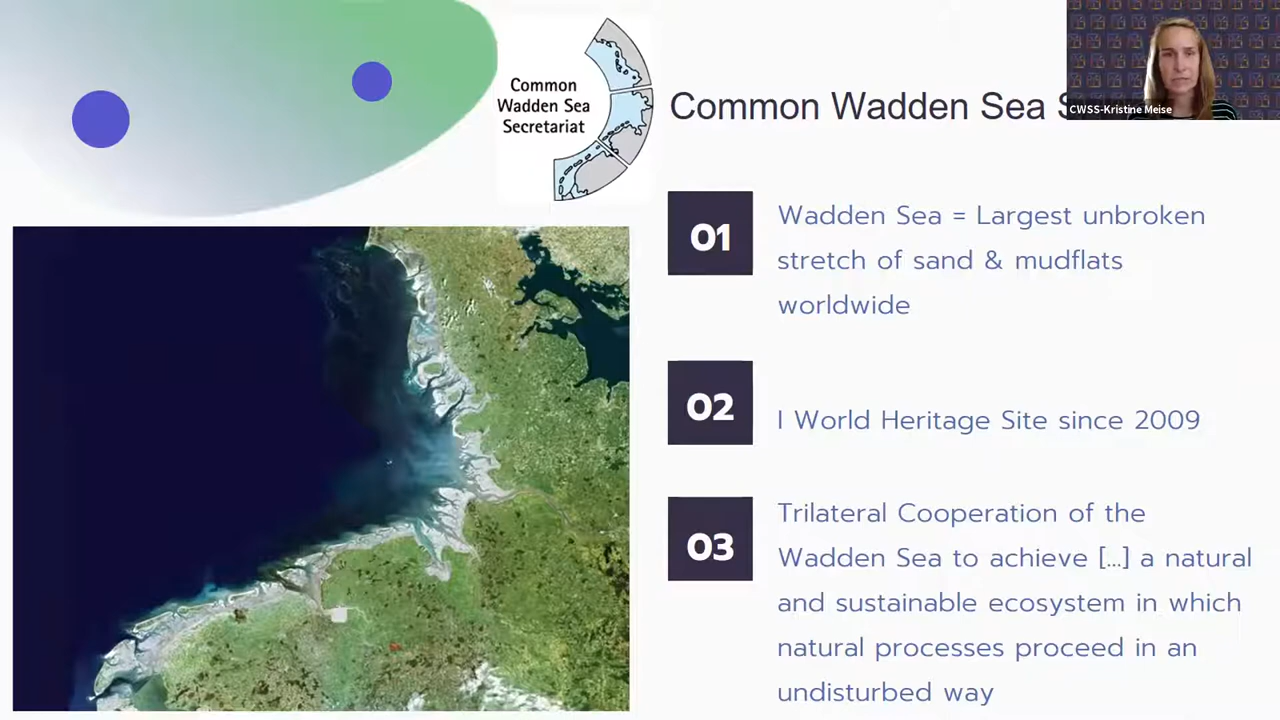 Common
Wadden Sea
Secretariat
Common Wadden Sea
CWSS-Kristine Meise
01
Wadden Sea = Largest unbroken
stretch of sand & mudflats
worldwide
02
I World Heritage Site since 2009
03
Trilateral Cooperation of the
Wadden Sea to achieve [...] a natural
and sustainable ecosystem in which
natural processes proceed in an
undisturbed way